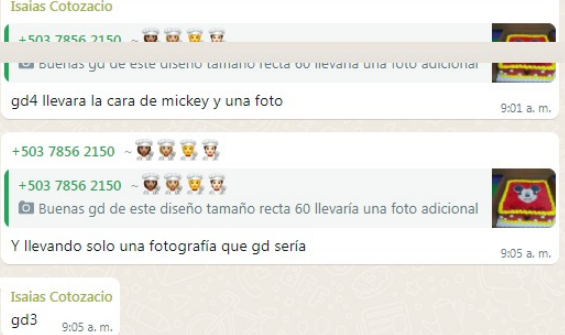 Isaias Cotozacio
+503 7856 2150 ~
Buenas gd de este diseño tamaño recta 60 llevaria una foto adicional
gd4 llevara la cara de mickey y una foto
9:01 a. m.
+503 7856 2150 ~
+503 7856 2150 ~
Buenas gd de este diseño tamaño recta 60 llevaría una foto adicional
Y llevando solo una fotografía que gd sería
9:05 a. m.
Isaias Cotozacio
gd3
9:05 a. m.